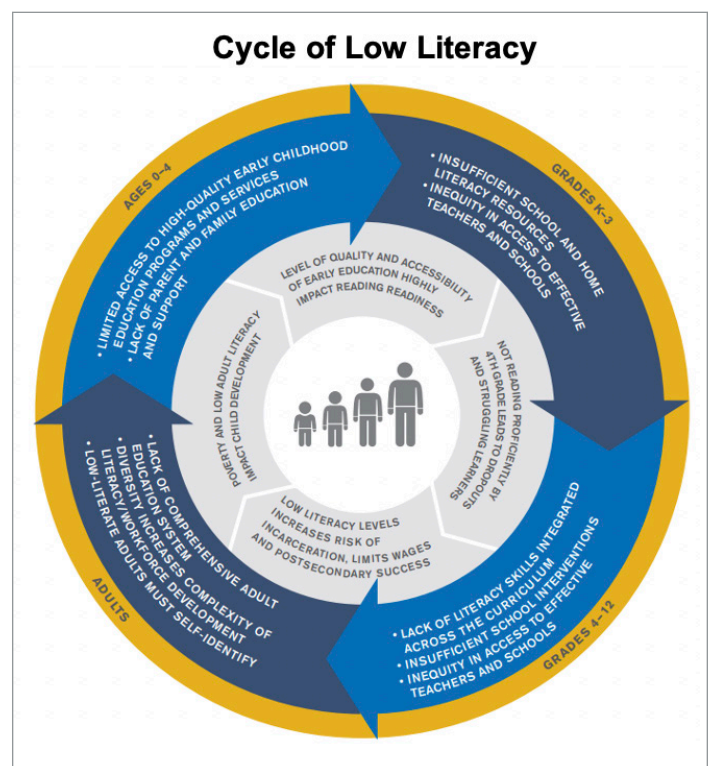 Cycle of Low Literacy
AGES 0–4
• LIMITED ACCESS TO HIGH-QUALITY EARLY CHILDHOOD
EDUCATION PROGRAMS AND SERVICES
• LACK OF PARENT AND FAMILY EDUCATION
AND SUPPORT
GRADES K–3
• INSUFFICIENT SCHOOL AND HOME
LITERACY RESOURCES
• INEQUITY IN ACCESS TO EFFECTIVE
TEACHERS AND SCHOOLS
GRADES 4–12
• LACK OF LITERACY SKILLS INTEGRATED
ACROSS THE CURRICULUM
• INSUFFICIENT SCHOOL INTERVENTIONS
• INEQUITY IN ACCESS TO EFFECTIVE
TEACHERS AND SCHOOLS
ADULTS
• LACK OF COMPREHENSIVE ADULT
EDUCATION SYSTEM
• DIVERSITY INCREASES COMPLEXITY OF
LITERACY/WORKFORCE DEVELOPMENT
• LOW-LITERATE ADULTS MUST SELF-IDENTIFY
LEVEL OF QUALITY AND ACCESSIBILITY
OF EARLY EDUCATION HIGHLY
IMPACT READING READINESS
NOT READING PROFICIENTLY BY
4TH GRADE LEADS TO DROPOUTS
AND STRUGGLING LEARNERS
LOW LITERACY LEVELS
INCREASES RISK OF
INCARCERATION, LIMITS WAGES
AND POSTSECONDARY SUCCESS
POVERTY AND LOW ADULT LITERACY
IMPACT CHILD DEVELOPMENT